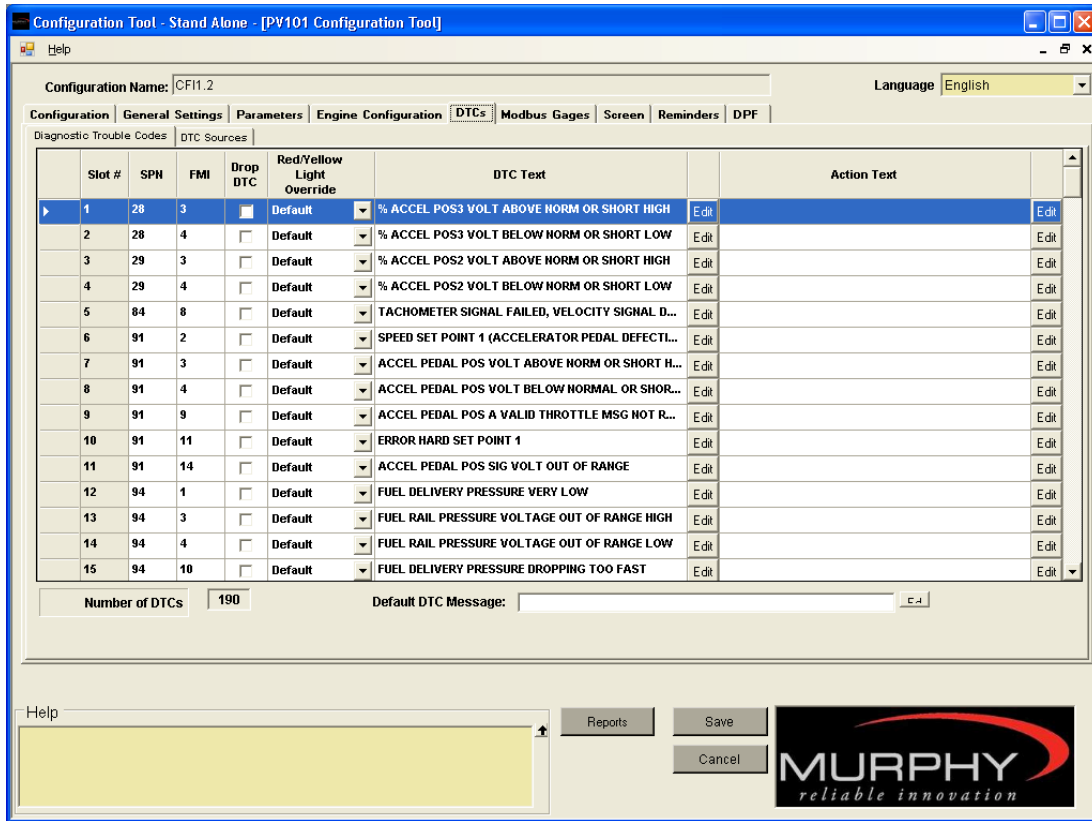 Configuration Tool - Stand Alone - [PV101 Configuration Tool]
Help
Configuration Name: CFI1.2 Language English
Configuration General Settings Parameters Engine Configuration DTCs Modbus Gages Screen Reminders DPF
Diagnostic Trouble Codes DTC Sources
Slot # SPN FMI Drop DTC Red/Yellow Light Override DTC Text Action Text
1 28 3 Default % ACCEL POS3 VOLT ABOVE NORM OR SHORT HIGH Edit Edit
2 28 4 Default % ACCEL POS3 VOLT BELOW NORM OR SHORT LOW Edit Edit
3 29 3 Default % ACCEL POS2 VOLT ABOVE NORM OR SHORT HIGH Edit Edit
4 29 4 Default % ACCEL POS2 VOLT BELOW NORM OR SHORT LOW Edit Edit
5 84 8 Default TACHOMETER SIGNAL FAILED, VELOCITY SIGNAL D... Edit Edit
6 91 2 Default SPEED SET POINT 1 (ACCELERATOR PEDAL DEFECTI... Edit Edit
7 91 3 Default ACCEL PEDAL POS VOLT ABOVE NORM OR SHORT H... Edit Edit
8 91 4 Default ACCEL PEDAL POS VOLT BELOW NORMAL OR SHOR... Edit Edit
9 91 9 Default ACCEL PEDAL POS A VALID THROTTLE MSG NOT R... Edit Edit
10 91 11 Default ERROR HARD SET POINT 1 Edit Edit
11 91 14 Default ACCEL PEDAL POS SIG VOLT OUT OF RANGE Edit Edit
12 94 1 Default FUEL DELIVERY PRESSURE VERY LOW Edit Edit
13 94 3 Default FUEL RAIL PRESSURE VOLTAGE OUT OF RANGE HIGH Edit Edit
14 94 4 Default FUEL RAIL PRESSURE VOLTAGE OUT OF RANGE LOW Edit Edit
15 94 10 Default FUEL DELIVERY PRESSURE DROPPING TOO FAST Edit Edit
Number of DTCs 190 Default DTC Message:
Help
Reports Save
Cancel
MURPHY
reliable innovation